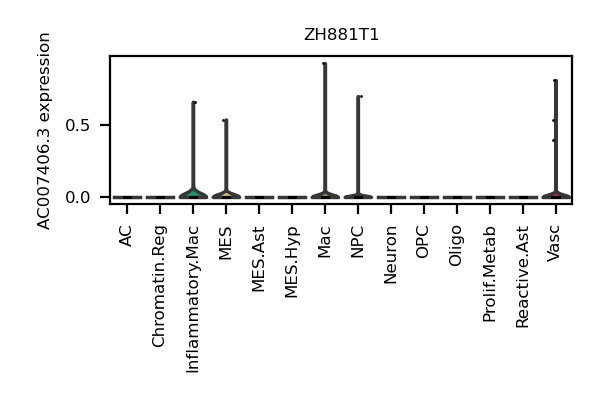 ZH881T1
AC007406.3 expression
0.5
0.0
AC
Chromatin.Reg
Inflammatory.Mac
MES
MES.Ast
MES.Hyp
Mac
NPC
Neuron
OPC
Oligo
Prolif.Metab
Reactive.Ast
Vasc